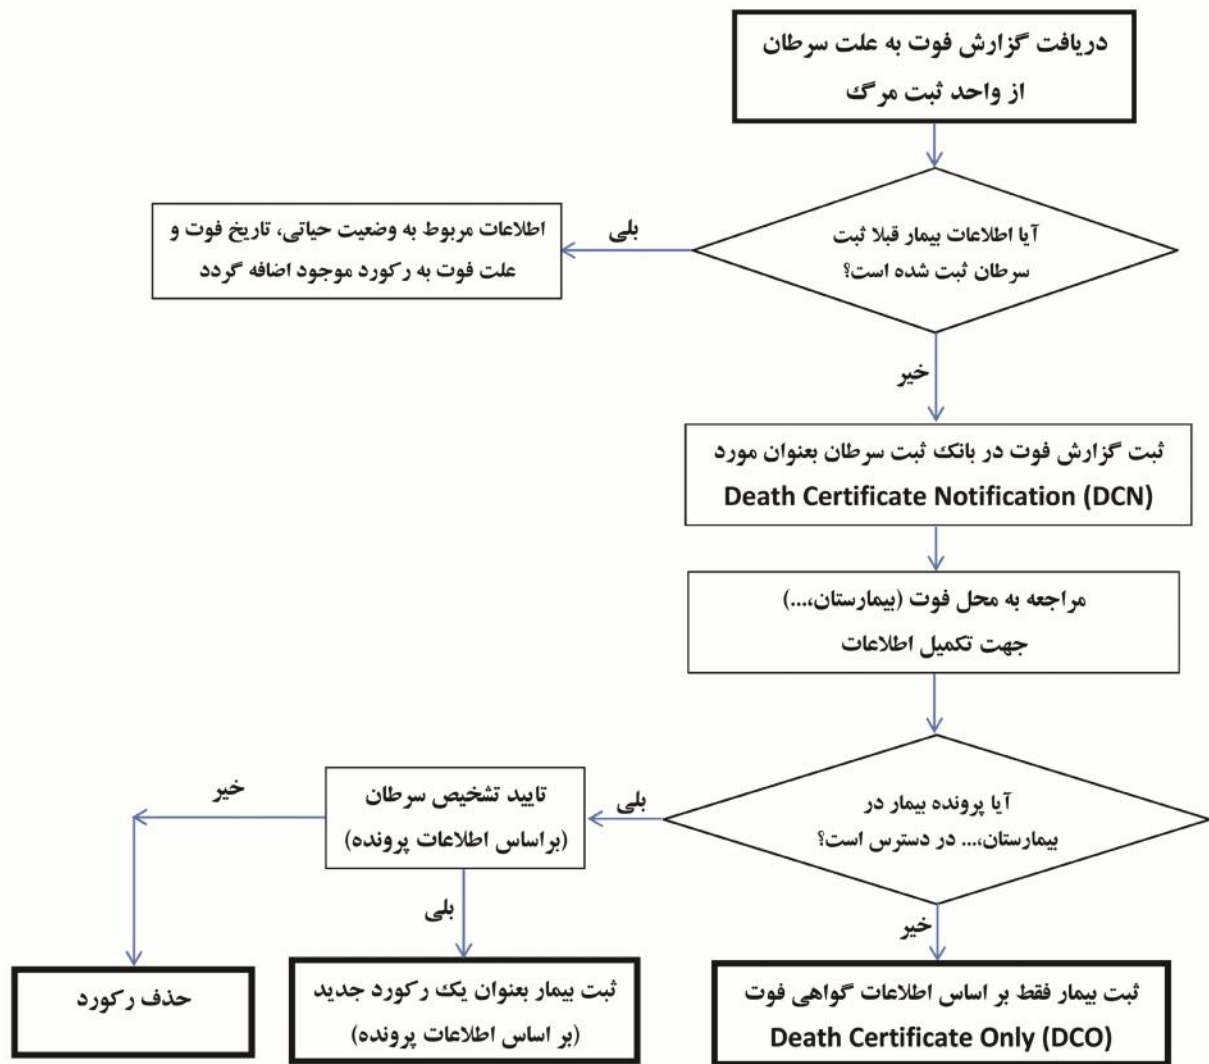 دریافت گزارش فوت به علت سرطان
از واحد ثبت مرگ
آیا اطلاعات بیمار قبلا ثبت
سرطان ثبت شده است؟
بلی
اطلاعات مربوط به وضعیت حیاتی، تاریخ فوت و
علت فوت به رکورد موجود اضافه گردد
خیر
ثبت گزارش فوت در بانک ثبت سرطان بعنوان مورد
Death Certificate Notification (DCN)
مراجعه به محل فوت (بیمارستان،...)
جهت تکمیل اطلاعات
آیا پرونده بیمار در
بیمارستان،... در دسترس است؟
بلی
تایید تشخیص سرطان
(براساس اطلاعات پرونده)
خیر
بلی
خیر
ثبت بیمار فقط بر اساس اطلاعات گواهی فوت
Death Certificate Only (DCO)
ثبت بیمار بعنوان یک رکورد جدید
(بر اساس اطلاعات پرونده)
حذف رکورد